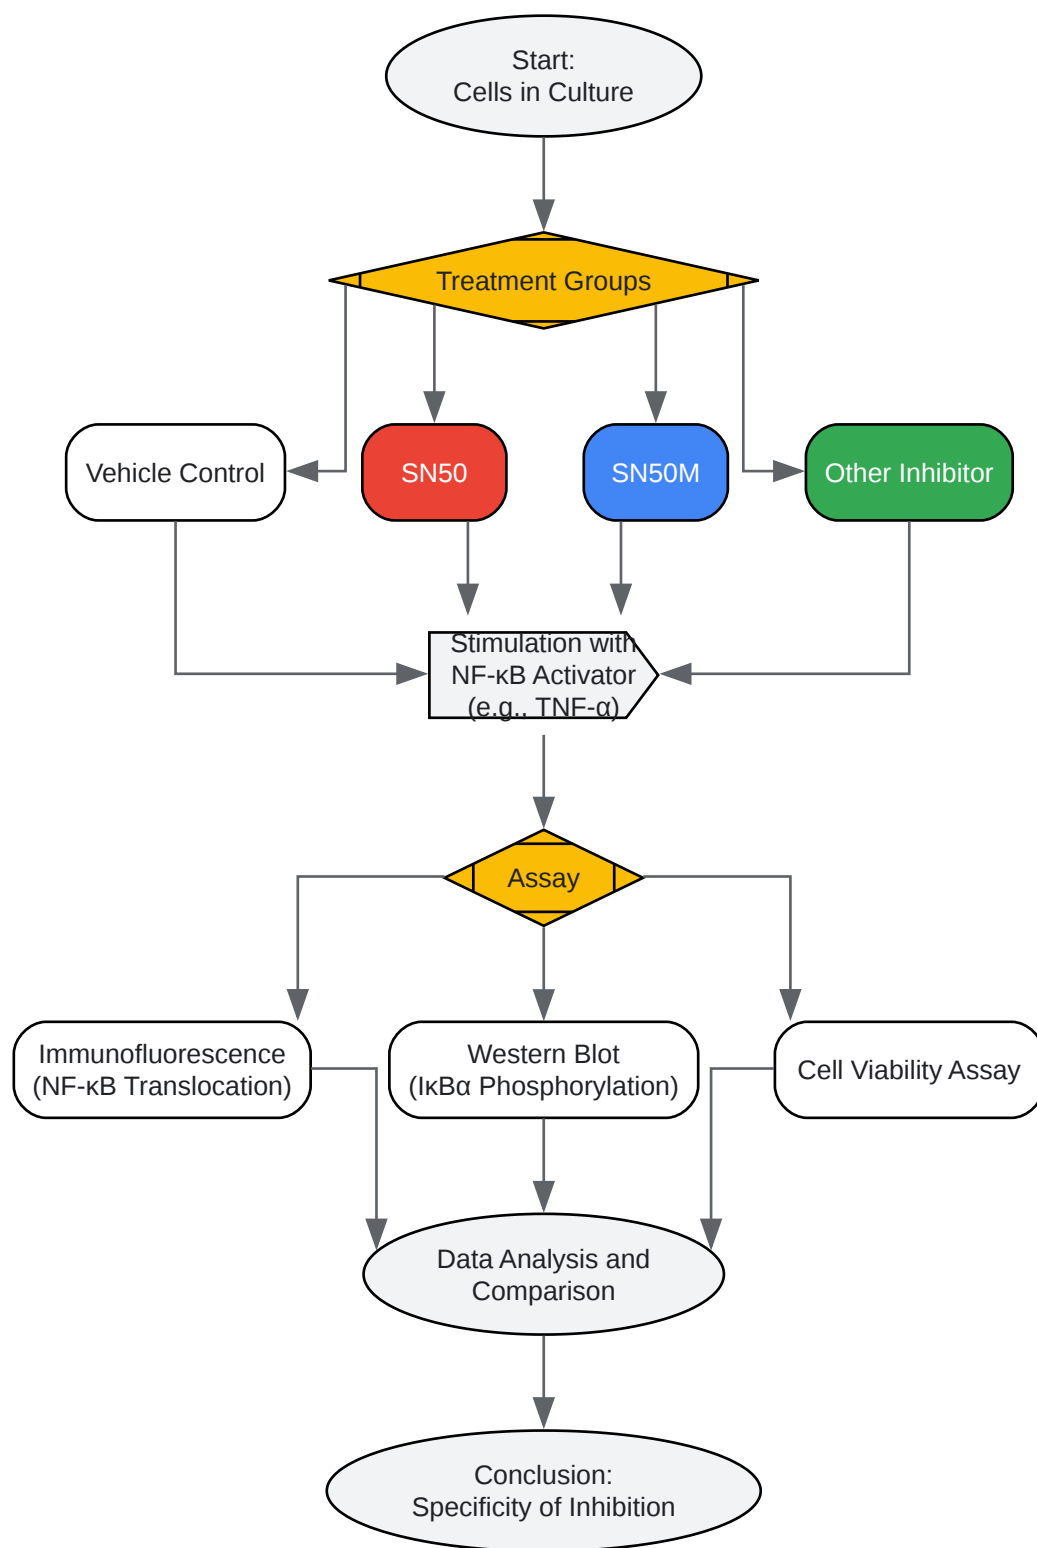 Start:
Cells in Culture
Treatment Groups
Vehicle Control
SN50
SN50M
Other Inhibitor
Stimulation with
NF-κB Activator
(e.g., TNF-α)
Assay
Immunofluorescence
(NF-κB Translocation)
Western Blot
(IκBα Phosphorylation)
Cell Viability Assay
Data Analysis and
Comparison
Conclusion:
Specificity of Inhibition